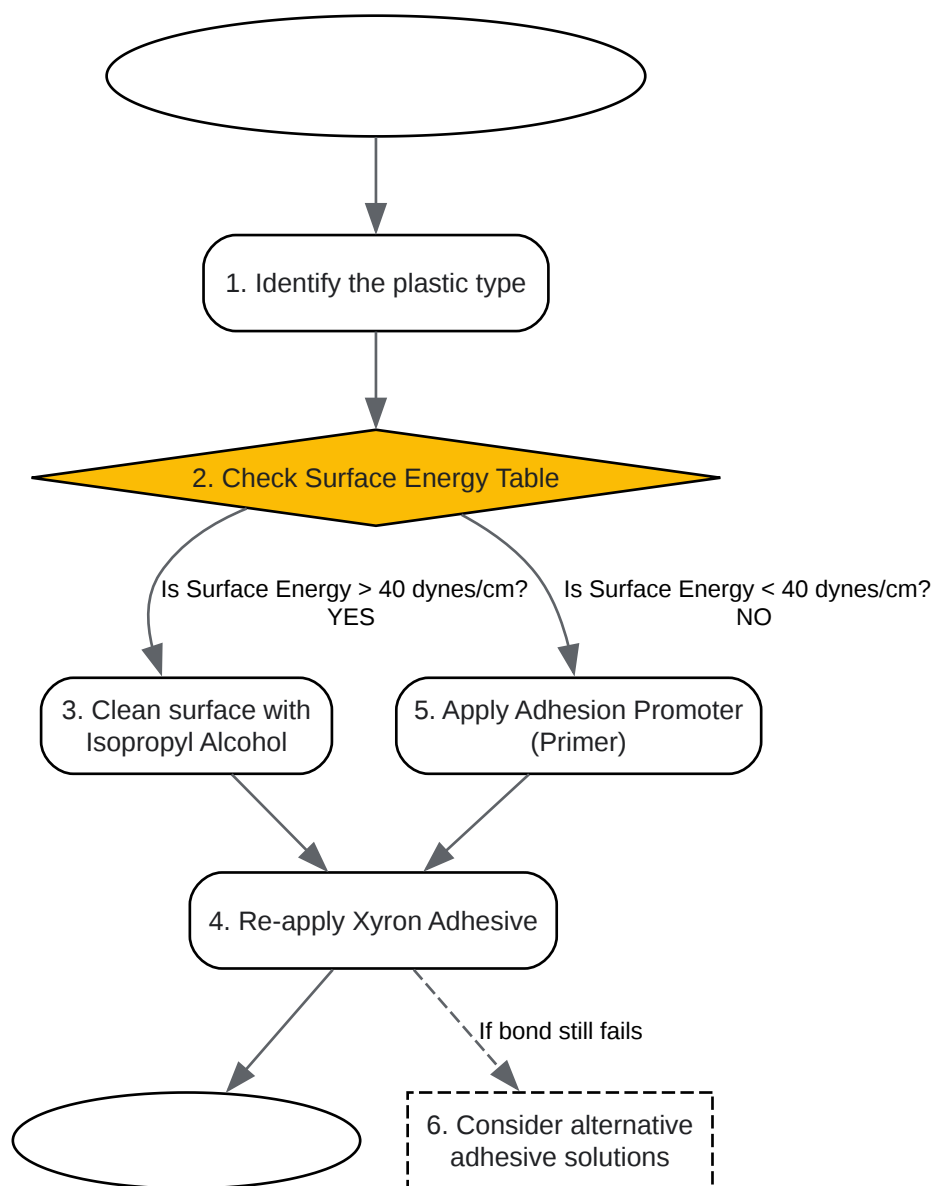 1. Identify the plastic type
2. Check Surface Energy Table
Is Surface Energy > 40 dynes/cm?
YES
Is Surface Energy < 40 dynes/cm?
NO
3. Clean surface with
Isopropyl Alcohol
5. Apply Adhesion Promoter
(Primer)
4. Re-apply Xyron Adhesive
If bond still fails
6. Consider alternative
adhesive solutions